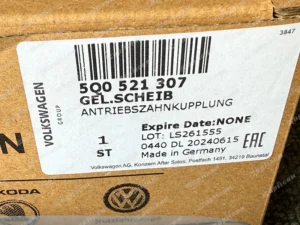 3847
VOLKSWAGEN
GROUP
5Q0 521 307
GEL.SCHEIB
ANTRIEBSZAHNKUPPLUNG
Expire Date:NONE
1
LOT: LS261555
ST
0440 DL 20240615
EAC
Made in Germany
Volkswagen AG, Konzern After Sales, Postfach 1451, 34219 Baunatal
KODA